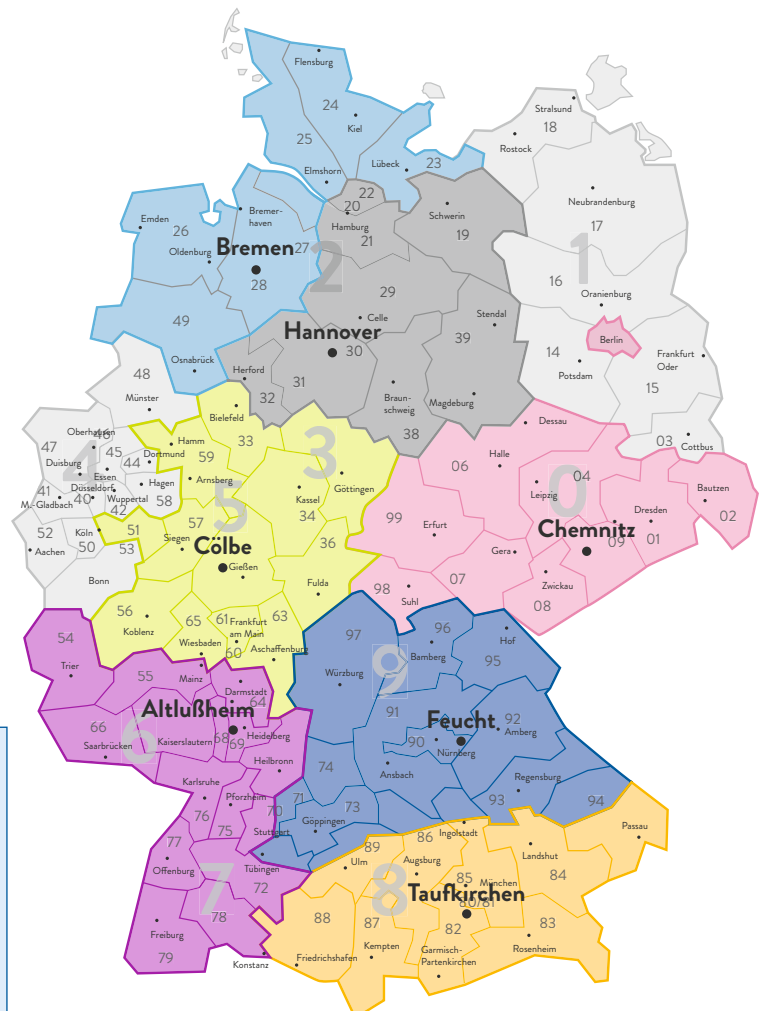 Flensburg
24
Kiel
25
Elmshorn
Lübeck
23
Stralsund
18
Rostock
22
20
Hamburg
21
Schwerin
19
Neubrandenburg
17
Emden
26
Bremer-
haven
Oldenburg
Bremen
27
2
28
1
16
Oranienburg
29
Celle
Stendal
49
Hannover
30
39
Berlin
Osnabrück
14
Potsdam
Frankfurt
Oder
15
48
Münster
Herford
32
31
Braun-
schweig
Magdeburg
38
Bielefeld
33
Dessau
03
Cottbus
47
Oberhausen
46
4
Duisburg
45
Essen
44
Dortmund
Hamm
59
3
06
Halle
04
Leipzig
0
Bautzen
02
41
M.-Gladbach
Düsseldorf
40
Wuppertal
42
Hagen
58
Arnsberg
5
Kassel
34
Göttingen
99
Erfurt
Chemnitz
Dresden
09
01
52
Aachen
Köln
50
51
53
57
Siegen
Cölbe
Gießen
36
Gera
Zwickau
08
Bonn
Fulda
98
Suhl
07
56
Koblenz
65
61
Frankfurt
am Main
63
Wiesbaden
60
Aschaffenburg
54
Trier
55
Mainz
Darmstadt
64
97
Würzburg
96
Bamberg
9
Hof
95
Altlußheim
66
Saarbrücken
6
Kaiserslautern
68
69
Heidelberg
91
Feucht
92
Amberg
90
Nürnberg
Heilbronn
74
Ansbach
Karlsruhe
76
Pforzheim
75
70
71
Stuttgart
Göppingen
73
Regensburg
93
94
77
Offenburg
Tübingen
72
7
78
Freiburg
79
Konstanz
89
Ulm
86
Ingolstadt
Augsburg
Passau
Landshut
84
85
München
8
Taufkirchen
80/81
88
87
82
83
Kempten
Garmisch-
Partenkirchen
Rosenheim
Friedrichshafen